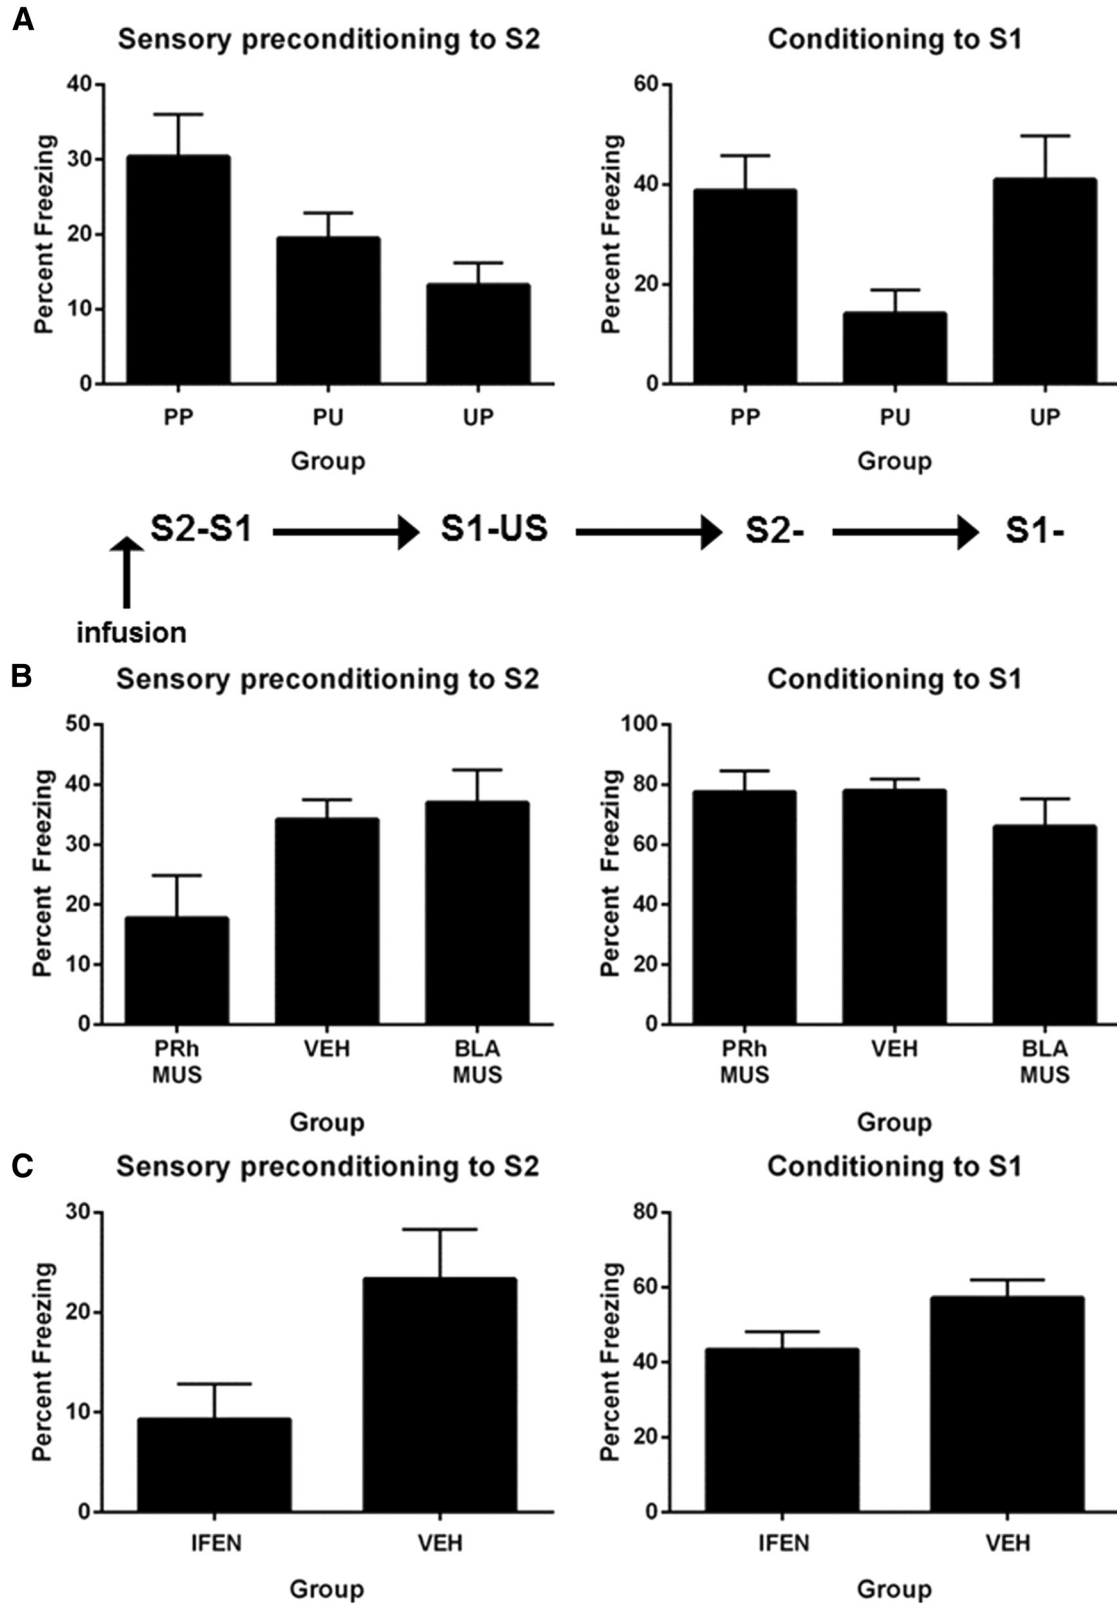 A
Sensory preconditioning to S2
Percent Freezing
40
30
20
10
0
PP PU UP
Group
Conditioning to S1
Percent Freezing
60
40
20
0
PP PU UP
Group
S2-S1 S1-US S2- S1-
infusion
B
Sensory preconditioning to S2
Percent Freezing
50
40
30
20
10
0
PRh VEH BLA
MUS MUS
Group
Conditioning to S1
Percent Freezing
100
80
60
40
20
0
PRh VEH BLA
MUS MUS
Group
C
Sensory preconditioning to S2
Percent Freezing
30
20
10
0
IFEN VEH
Group
Conditioning to S1
Percent Freezing
80
60
40
20
0
IFEN VEH
Group